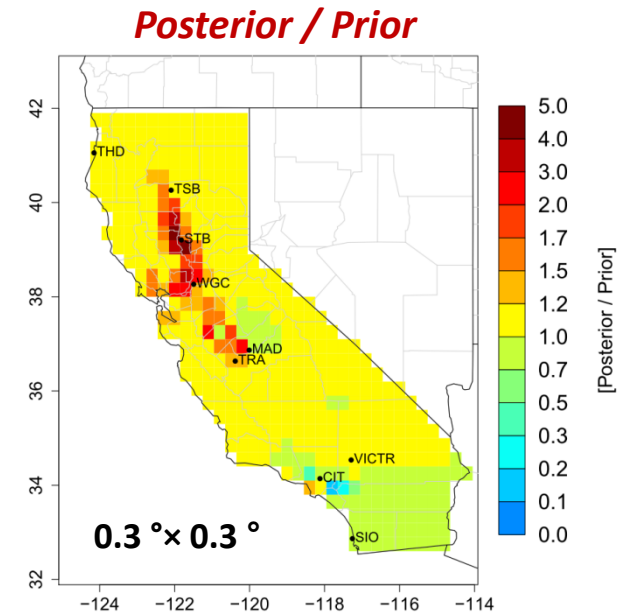 Posterior / Prior
42
40
38
36
34
32
−124
−122
−120
−118
−116
−114
THD
TSB
STB
WGC
MAD
TRA
VICTR
CIT
SIO
0.3 °× 0.3 °
5.0
4.0
3.0
2.0
1.7
1.5
1.2
1.0
0.7
0.5
0.3
0.2
0.1
0.0
[Posterior / Prior]